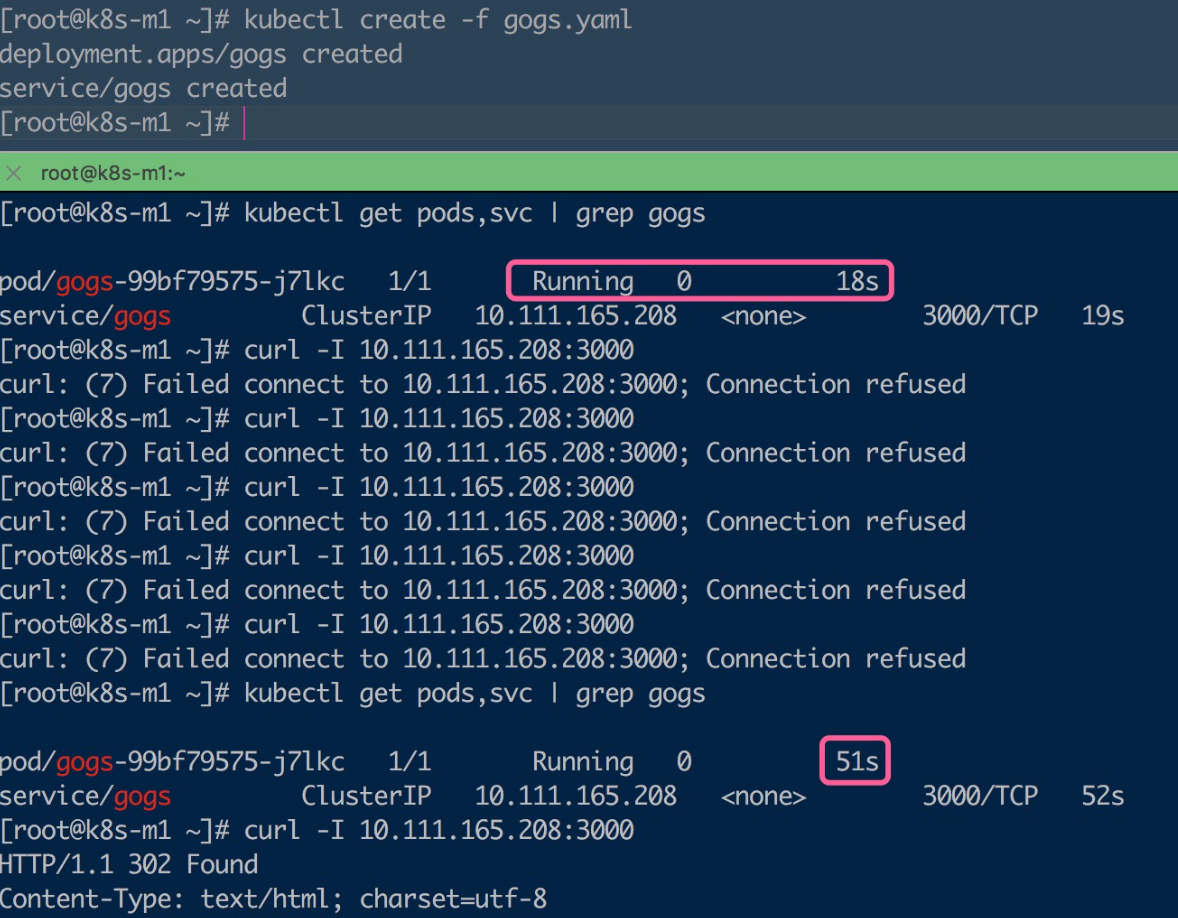 [root@k8s-m1 ~]# kubectl create -f gogs.yaml
deployment.apps/gogs created
service/gogs created
[root@k8s-m1 ~]#
root@k8s-m1:~
[root@k8s-m1 ~]# kubectl get pods,svc | grep gogs
pod/gogs-99bf79575-j7lkc 1/1 Running 0 18s
service/gogs ClusterIP 10.111.165.208 <none> 3000/TCP 19s
[root@k8s-m1 ~]# curl -I 10.111.165.208:3000
curl: (7) Failed connect to 10.111.165.208:3000; Connection refused
[root@k8s-m1 ~]# curl -I 10.111.165.208:3000
curl: (7) Failed connect to 10.111.165.208:3000; Connection refused
[root@k8s-m1 ~]# curl -I 10.111.165.208:3000
curl: (7) Failed connect to 10.111.165.208:3000; Connection refused
[root@k8s-m1 ~]# curl -I 10.111.165.208:3000
curl: (7) Failed connect to 10.111.165.208:3000; Connection refused
[root@k8s-m1 ~]# curl -I 10.111.165.208:3000
curl: (7) Failed connect to 10.111.165.208:3000; Connection refused
[root@k8s-m1 ~]# kubectl get pods,svc | grep gogs
pod/gogs-99bf79575-j7lkc 1/1 Running 0 51s
service/gogs ClusterIP 10.111.165.208 <none> 3000/TCP 52s
[root@k8s-m1 ~]# curl -I 10.111.165.208:3000
HTTP/1.1 302 Found
Content-Type: text/html; charset=utf-8